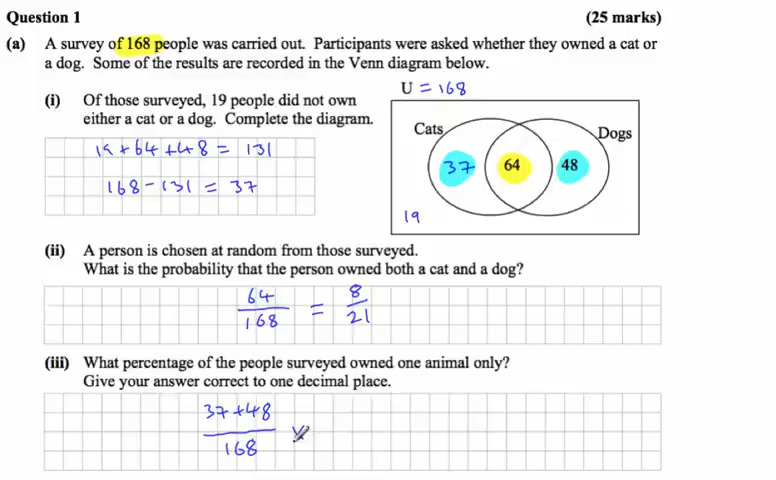 Question 1 (25 marks)
(a) A survey of 168 people was carried out. Participants were asked whether they owned a cat or
a dog. Some of the results are recorded in the Venn diagram below.
U = 168
(i) Of those surveyed, 19 people did not own
either a cat or a dog. Complete the diagram.
19 + 64 + 48 = 131
168 - 131 = 37
Cats
Dogs
37 64 48
19
(ii) A person is chosen at random from those surveyed.
What is the probability that the person owned both a cat and a dog?
64/168 = 8/21
(iii) What percentage of the people surveyed owned one animal only?
Give your answer correct to one decimal place.
37 + 48
168